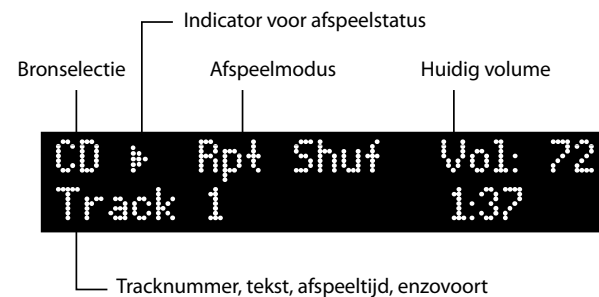 Indicator voor afspeelstatus
Bronselectie Afspeelmodus Huidig volume
CD Rpt Shuf Vol: 72
Track 1 1:37
Tracknummer, tekst, afspeeltijd, enzovoort